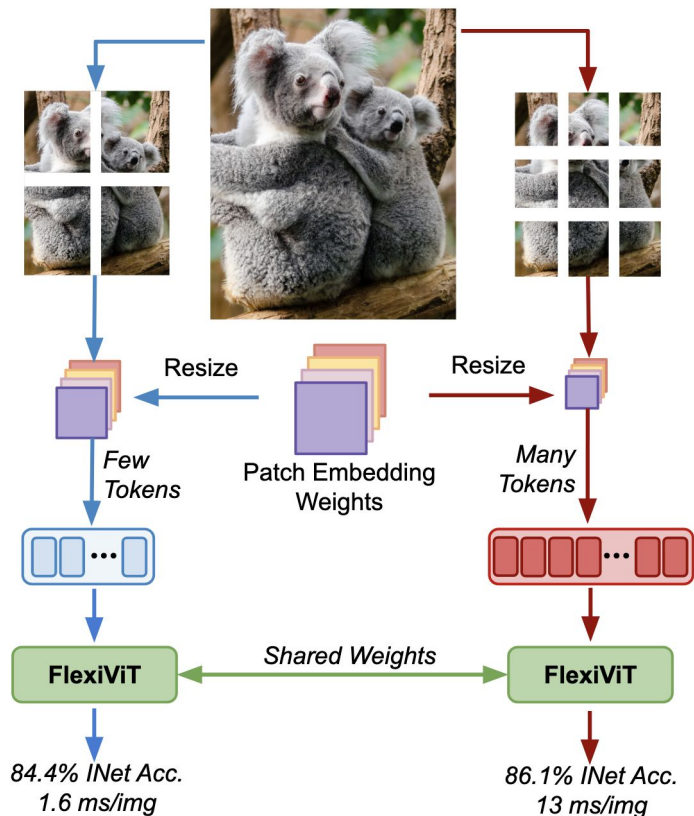 Resize
Resize
Patch Embedding
Weights
Few
Tokens
Many
Tokens
FlexiViT
Shared Weights
FlexiViT
84.4% INet Acc.
1.6 ms/img
86.1% INet Acc.
13 ms/img